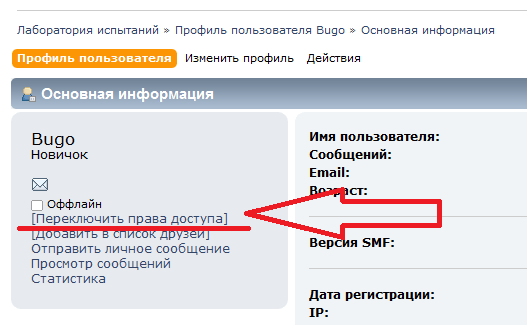 Лаборатория испытаний » Профиль пользователя Bugo » Основная информация
Профиль пользователя Изменить профиль Действия
Основная информация
Bugo
Новичок
Оффлайн
[Переключить права доступа]
[Добавить в список друзей]
Отправить личное сообщение
Просмотр сообщений
Статистика
Имя пользователя:
Сообщений:
Email:
Возраст:
Версия SMF:
Дата регистрации:
IP: